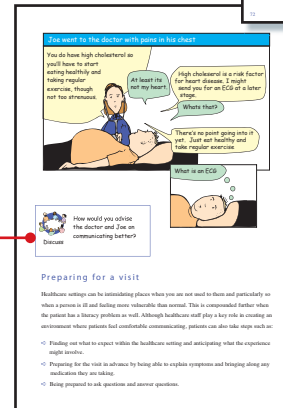 72
Joe went to the doctor with pains in his chest
You do have high cholesterol so
you'll have to start
eating healthily and
taking regular
exercise, though
not too strenuous.
At least its
not my heart.
High cholesterol is a risk factor
for heart disease. I might
send you for an ECG at a later
stage.
Whats that?
There's no point going into it
yet. Just eat healthy and
take regular exercise
What is an ECG
How would you advise
the doctor and Joe on
communicating better?
Discuss
Preparing for a visit
Healthcare settings can be intimidating places when you are not used to them and particularly so
when a person is ill and feeling more vulnerable than normal. This is compounded further when
the patient has a literacy problem as well. Although healthcare staff play a key role in creating an
environment where patients feel comfortable communicating, patients can also take steps such as:
Finding out what to expect within the healthcare setting and anticipating what the experience
might involve.
Preparing for the visit in advance by being able to explain symptoms and bringing along any
medication they are taking.
Being prepared to ask questions and answer questions.